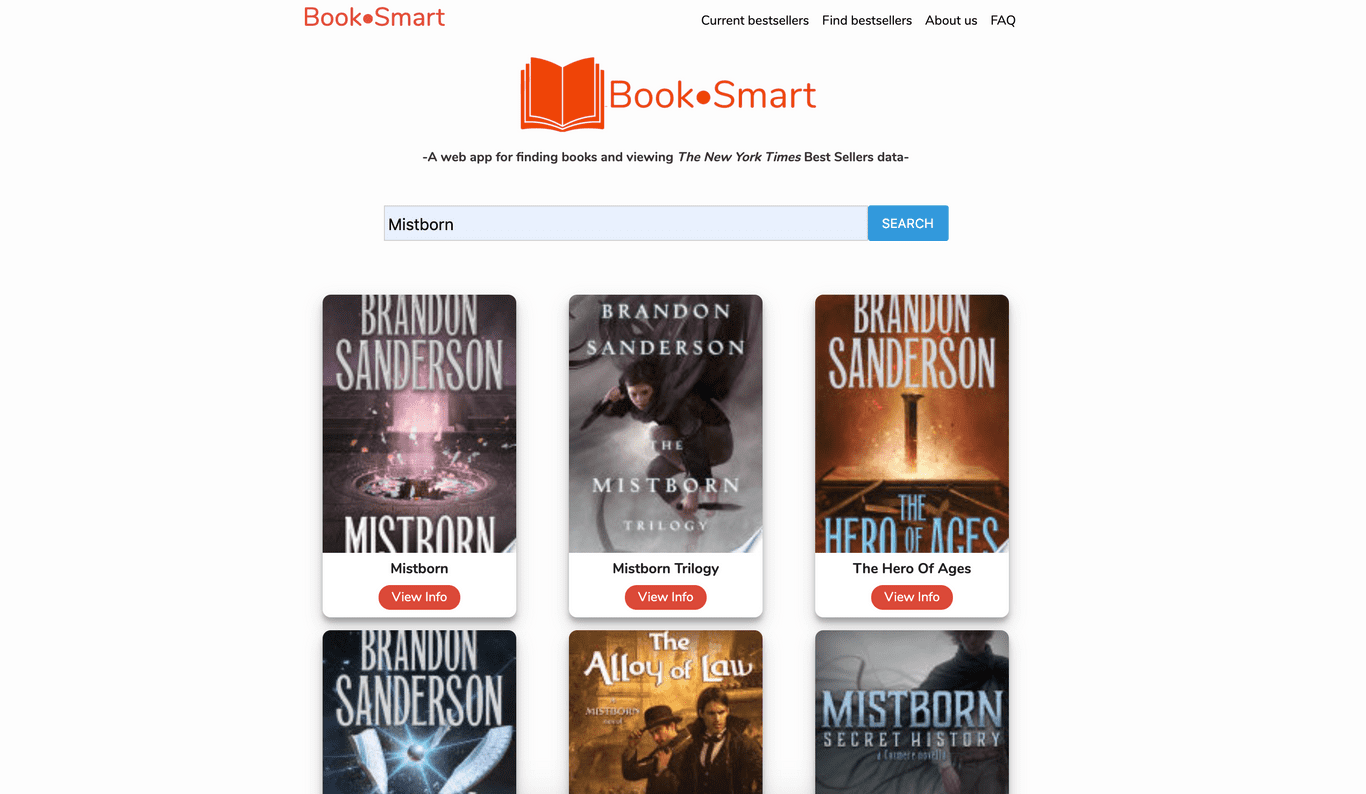 Book•Smart
Current bestsellers Find bestsellers About us FAQ
Book•Smart
-A web app for finding books and viewing The New York Times Best Sellers data-
Mistborn
SEARCH
BRANDON
SANDERSON
MISTBORN
Mistborn
View Info
BRANDON
SANDERSON
THE
MISTBORN
TRILOGY
Mistborn Trilogy
View Info
BRANDON
SANDERSON
THE
HERO OF AGES
The Hero Of Ages
View Info
BRANDON
SANDERSON
The
Alloy of Law
MISTBORN
novel
MISTBORN
SECRET HISTORY
a Cosmere novella